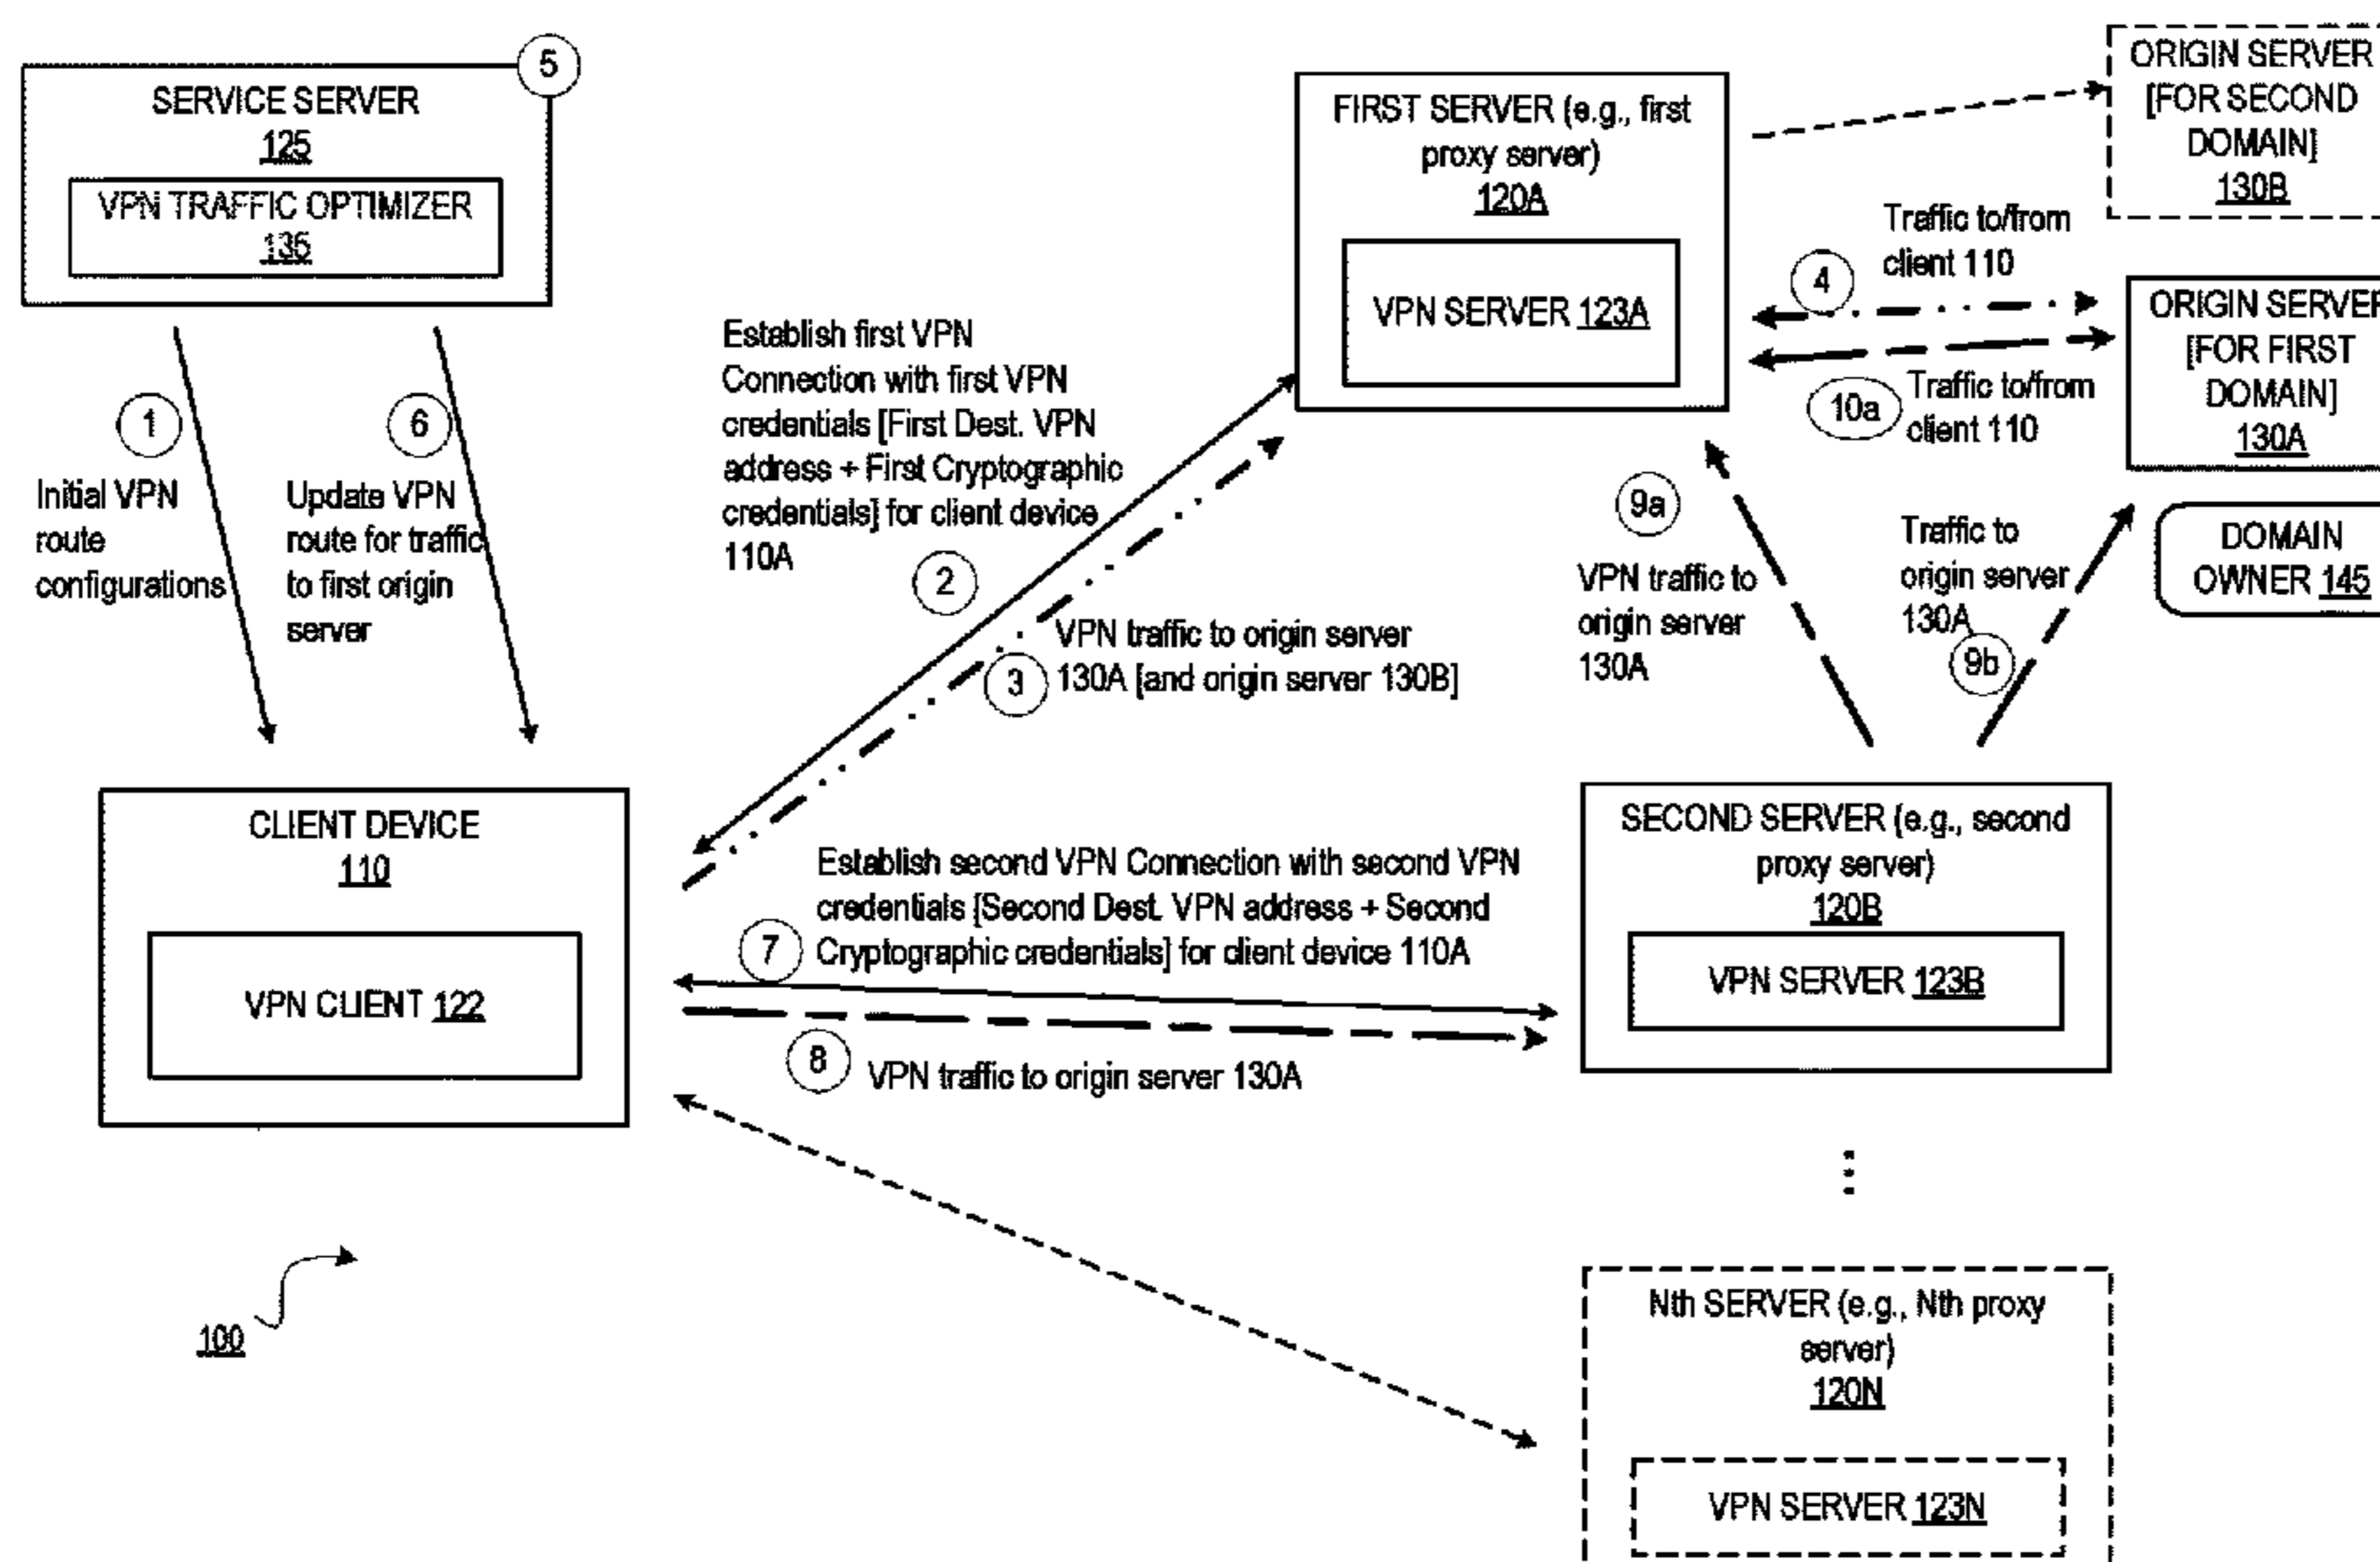 5
SERVICE SERVER
125
VPN TRAFFIC OPTIMIZER
135
1
Initial VPN
route
configurations
6
Update VPN
route for traffic
to first origin
server
CLIENT DEVICE
110
VPN CLIENT 122
100
Establish first VPN
Connection with first VPN
credentials [First Dest. VPN
address + First Cryptographic
credentials] for client device
110A
2
3
VPN traffic to origin server
130A [and origin server 130B]
FIRST SERVER (e.g., first
proxy server)
120A
VPN SERVER 123A
ORIGIN SERVER
[FOR SECOND
DOMAIN]
130B
Traffic to/from
client 110
4
10a
Traffic to/from
client 110
ORIGIN SERVER
[FOR FIRST
DOMAIN]
130A
DOMAIN
OWNER 145
9a
VPN traffic to
origin server
130A
Traffic to
origin server
130A
9b
Establish second VPN Connection with second VPN
credentials [Second Dest. VPN address + Second
Cryptographic credentials] for client device 110A
7
8
VPN traffic to origin server 130A
SECOND SERVER (e.g., second
proxy server)
120B
VPN SERVER 123B
Nth SERVER (e.g., Nth proxy
server)
120N
VPN SERVER 123N